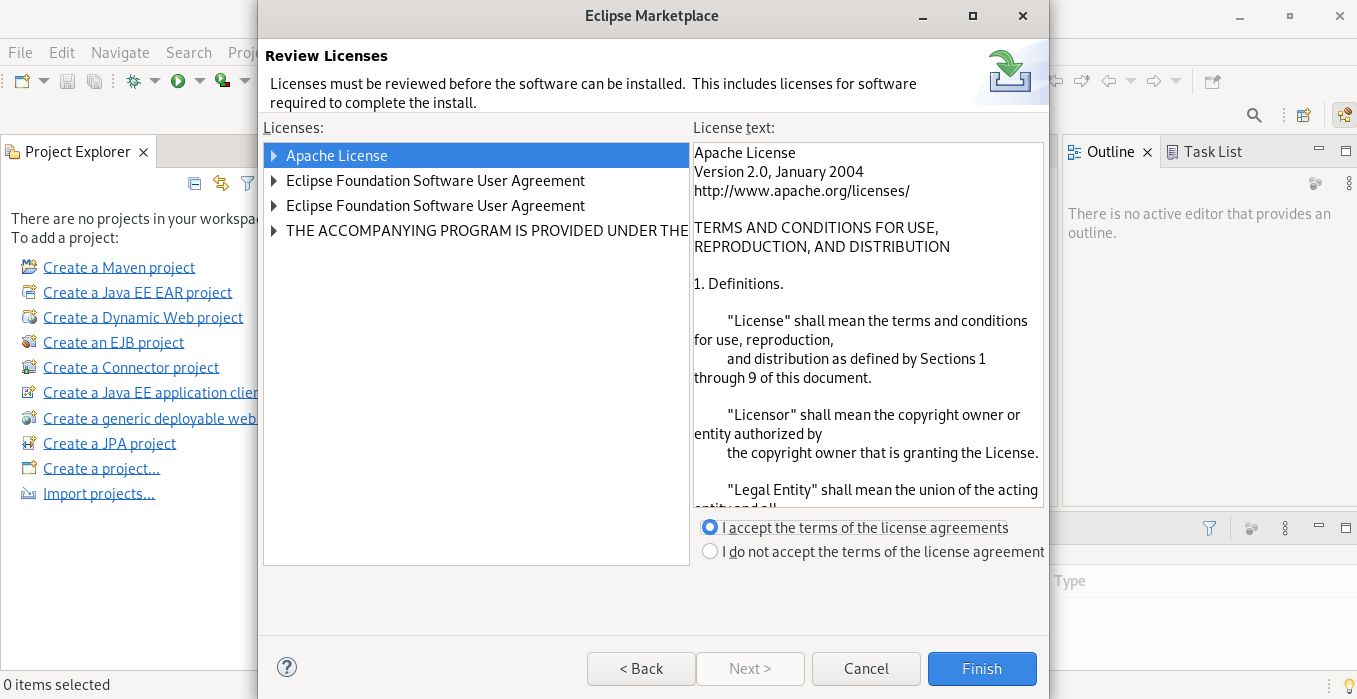 Eclipse Marketplace
File Edit Navigate Search
Review Licenses
Licenses must be reviewed before the software can be installed. This includes licenses for software
required to complete the install.
Licenses:
Apache License
Eclipse Foundation Software User Agreement
Eclipse Foundation Software User Agreement
THE ACCOMPANYING PROGRAM IS PROVIDED UNDER THE
License text:
Apache License
Version 2.0, January 2004
http://www.apache.org/licenses/
TERMS AND CONDITIONS FOR USE,
REPRODUCTION, AND DISTRIBUTION
1. Definitions.
"License" shall mean the terms and conditions
for use, reproduction,
and distribution as defined by Sections 1
through 9 of this document.
"Licensor" shall mean the copyright owner or
entity authorized by
the copyright owner that is granting the License.
"Legal Entity" shall mean the union of the acting
entity and all
I accept the terms of the license agreements
I do not accept the terms of the license agreement
< Back
Next >
Cancel
Finish
Project Explorer
There are no projects in your
To add a project:
Create a Maven project
Create a Java EE EAR project
Create a Dynamic Web project
Create an EJB project
Create a Connector project
Create a Java EE application
Create a generic deployable web
Create a JPA project
Create a project...
Import projects...
0 items selected
Outline
Task List
There is no active editor that provides an
outline.
Type